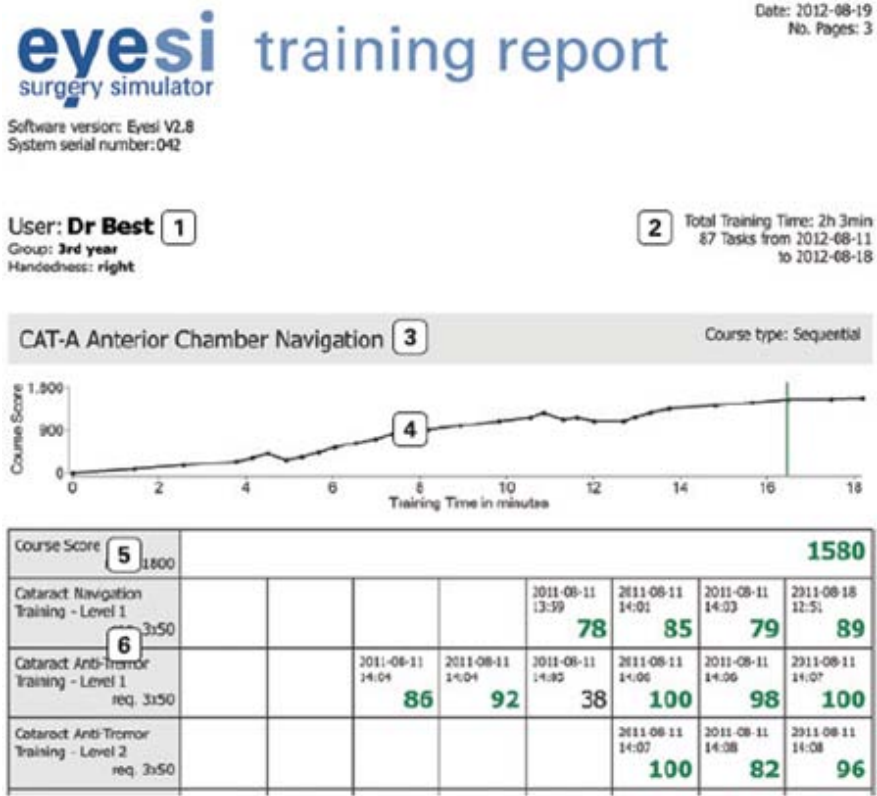 Date: 2012-08-19
No. Pages: 3
eyesi training report
surgery simulator
Software version: Eyesi V2.8
System serial number: 042
User: Dr Best 1
Group: 3rd year
Handedness: right
2 Total Training Time: 2h 3min
87 Tasks from 2012-08-11
to 2012-08-18
CAT-A Anterior Chamber Navigation 3 Course type: Sequential
Course Score
1.800
900
0
4
0 2 4 6 8 10 12 14 16 18
Training Time in minutes
Course Score 5 1800 1580
Cataract Navigation
Training - Level 1
3x50
2011-08-11 13:59 78
2011-08-11 14:01 85
2011-08-11 14:03 79
2011-08-18 12:51 89
6
Cataract Anti-Tremor
Training - Level 1
req. 3x50
2011-08-11 14:04 86
2011-08-11 14:04 92
2011-08-11 14:05 38
2011-08-11 14:06 100
2011-08-11 14:06 98
2011-08-11 14:07 100
Cataract Anti-Tremor
Training - Level 2
req. 3x50
2011-08-11 14:07 100
2011-08-11 14:08 82
2011-08-11 14:08 96